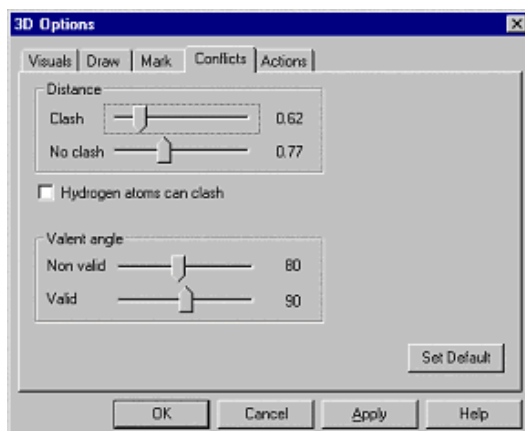 3D Options
Visuals Draw Mark Conflicts Actions
Distance
Clash 0.62
No clash 0.77
Hydrogen atoms can clash
Valent angle
Non valid 80
Valid 90
Set Default
OK Cancel Apply Help